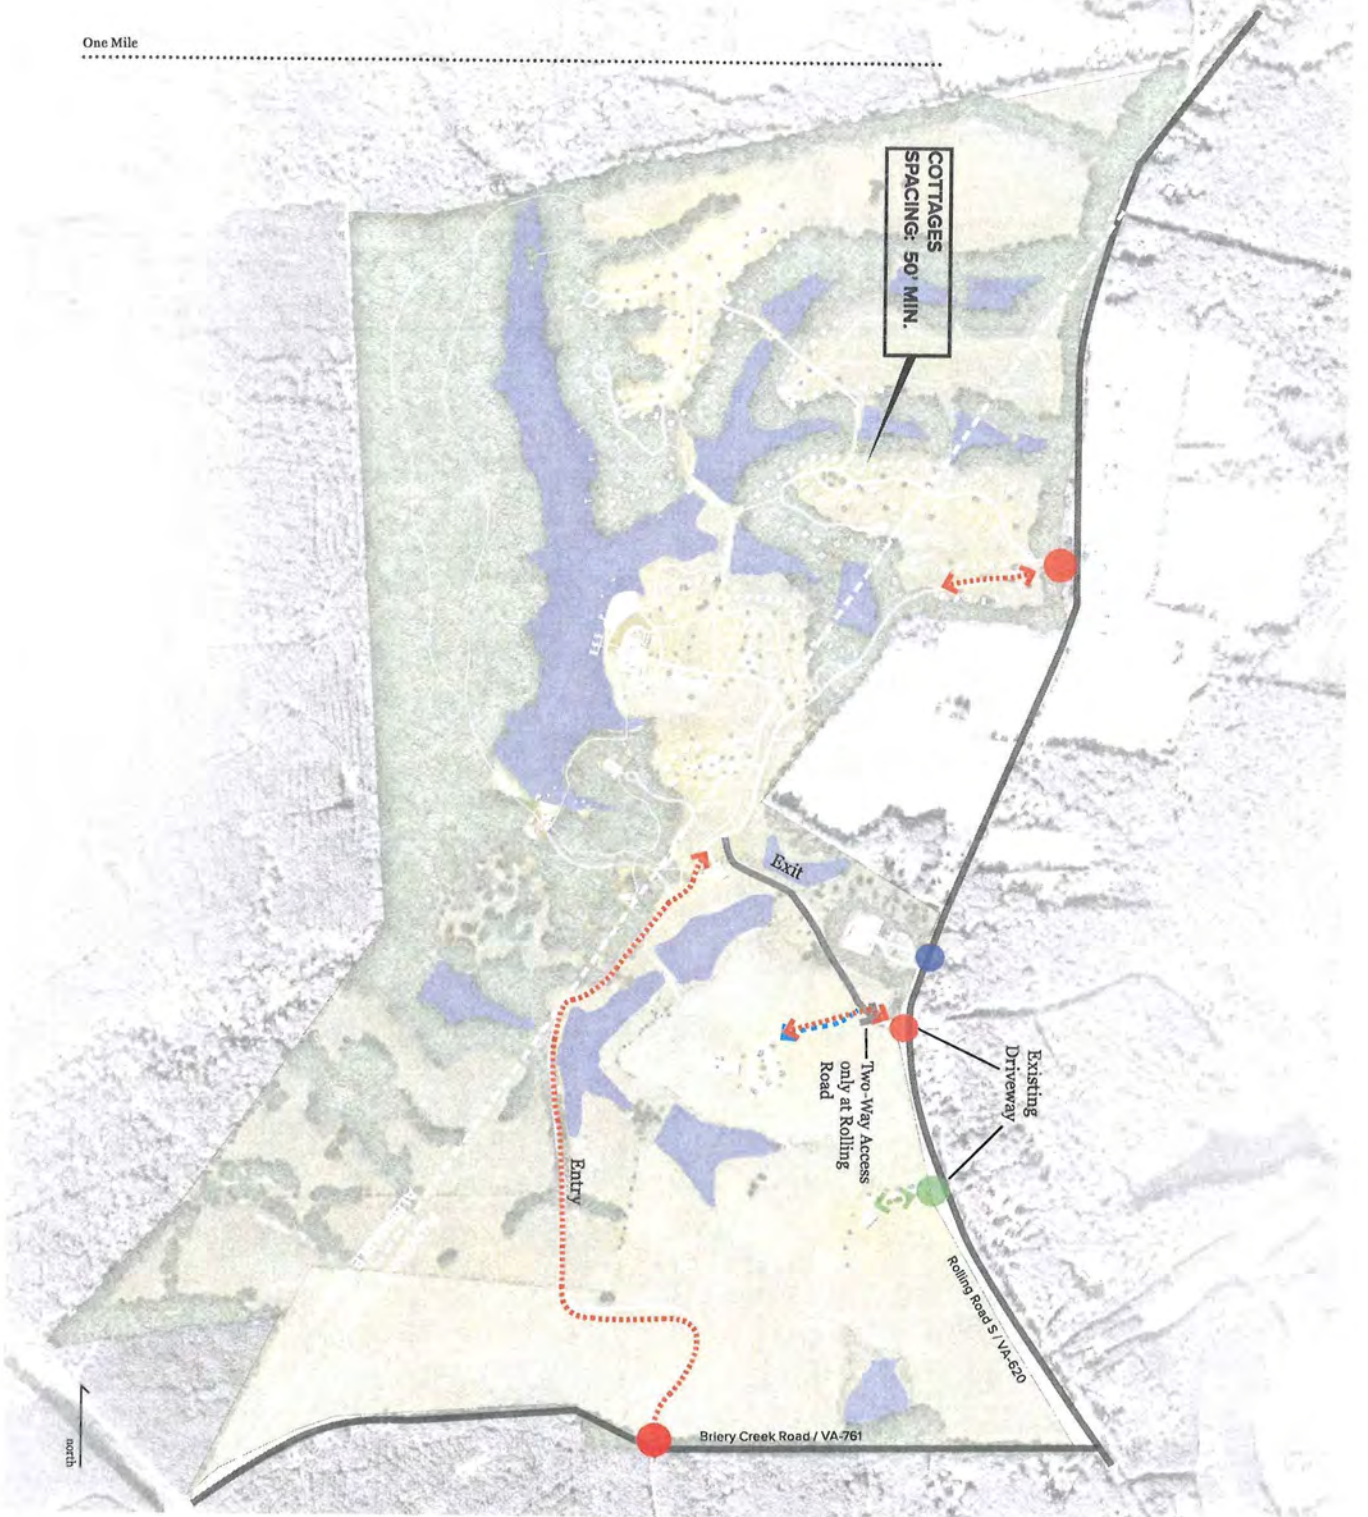 One Mile
COTTAGES
SPACING: 50' MIN.
Exit
Existing
Driveway
Two-Way Access
only at Rolling
Road
Entry
Rolling Road S / VA-620
Briery Creek Road / VA-761
north